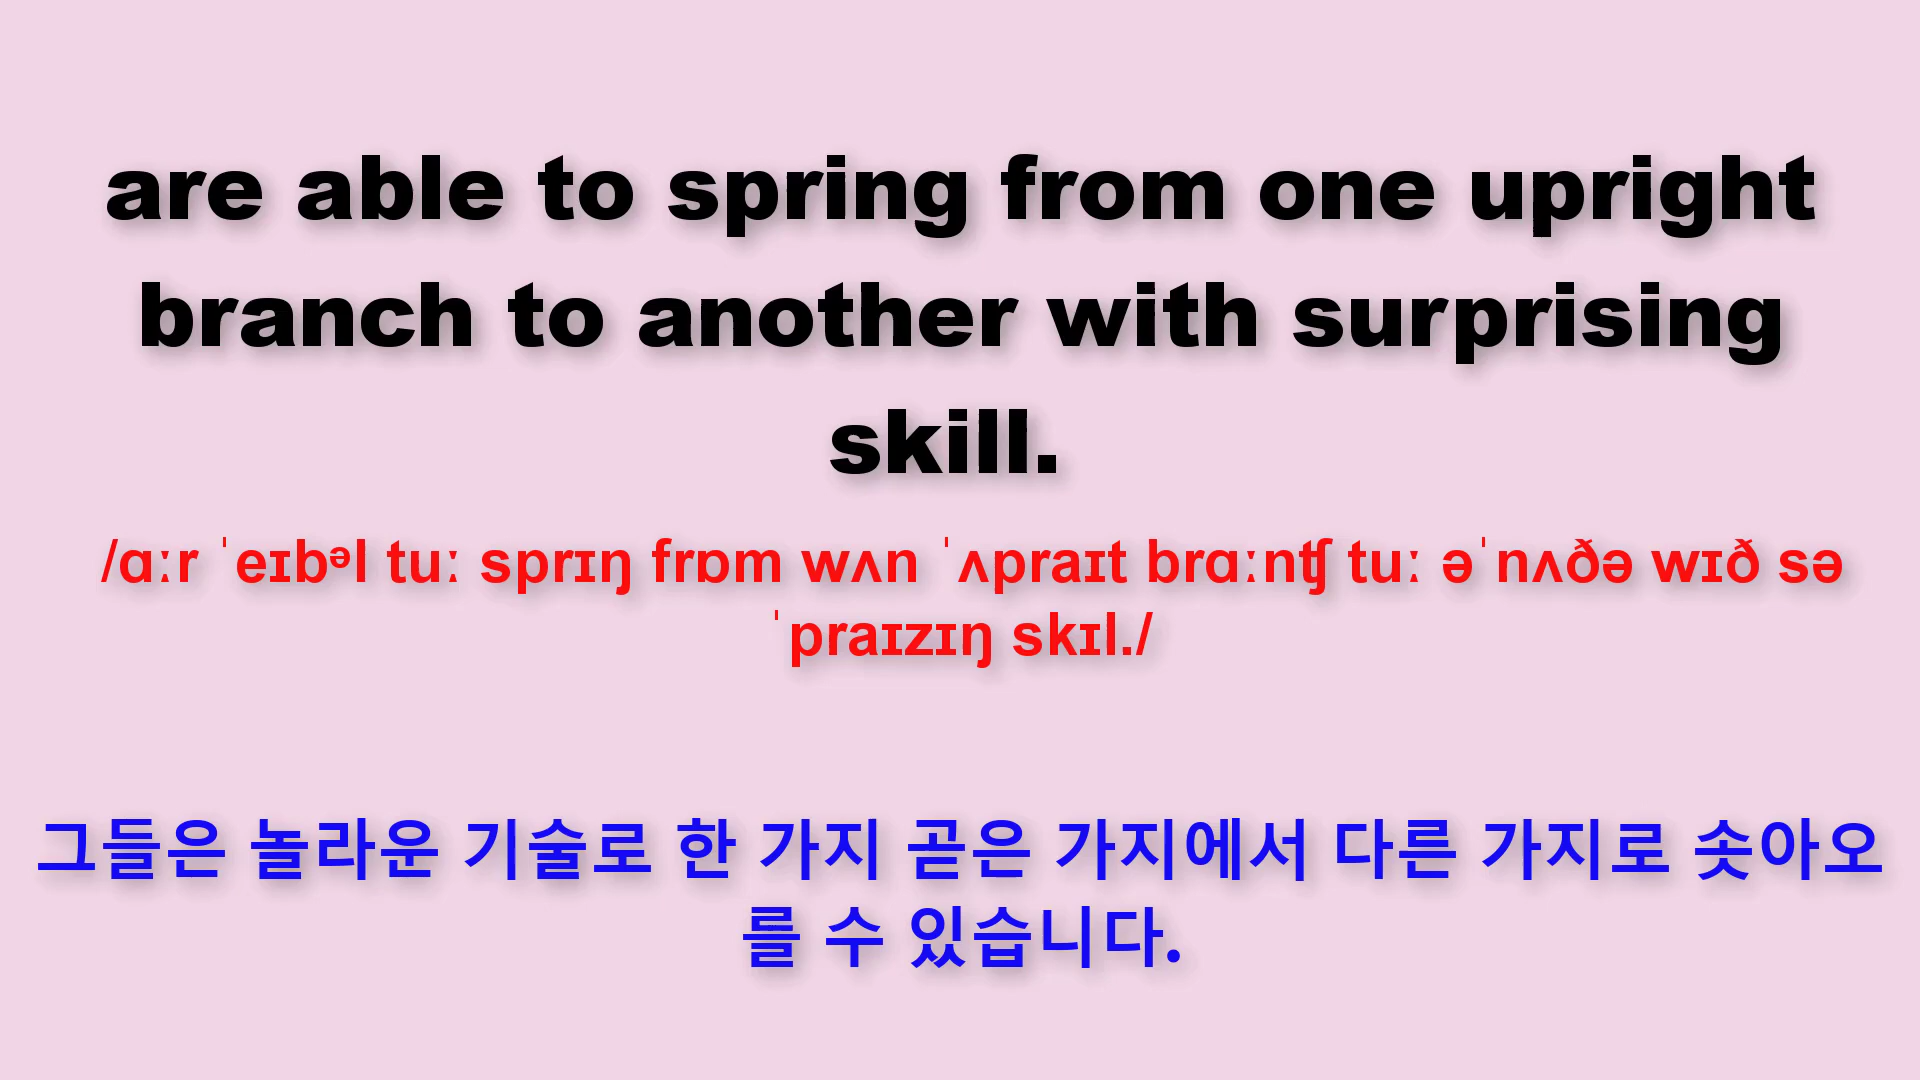 are able to spring from one upright
branch to another with surprising
skill.
/ɑːr ˈeɪbᵊl tuː sprɪŋ frɒm wʌn ˈʌpraɪt brɑːnʧ tuː əˈnʌðə wɪð sə
ˈpraɪzɪŋ skɪl./
그들은 놀라운 기술로 한 가지 곧은 가지에서 다른 가지로 솟아오
를 수 있습니다.